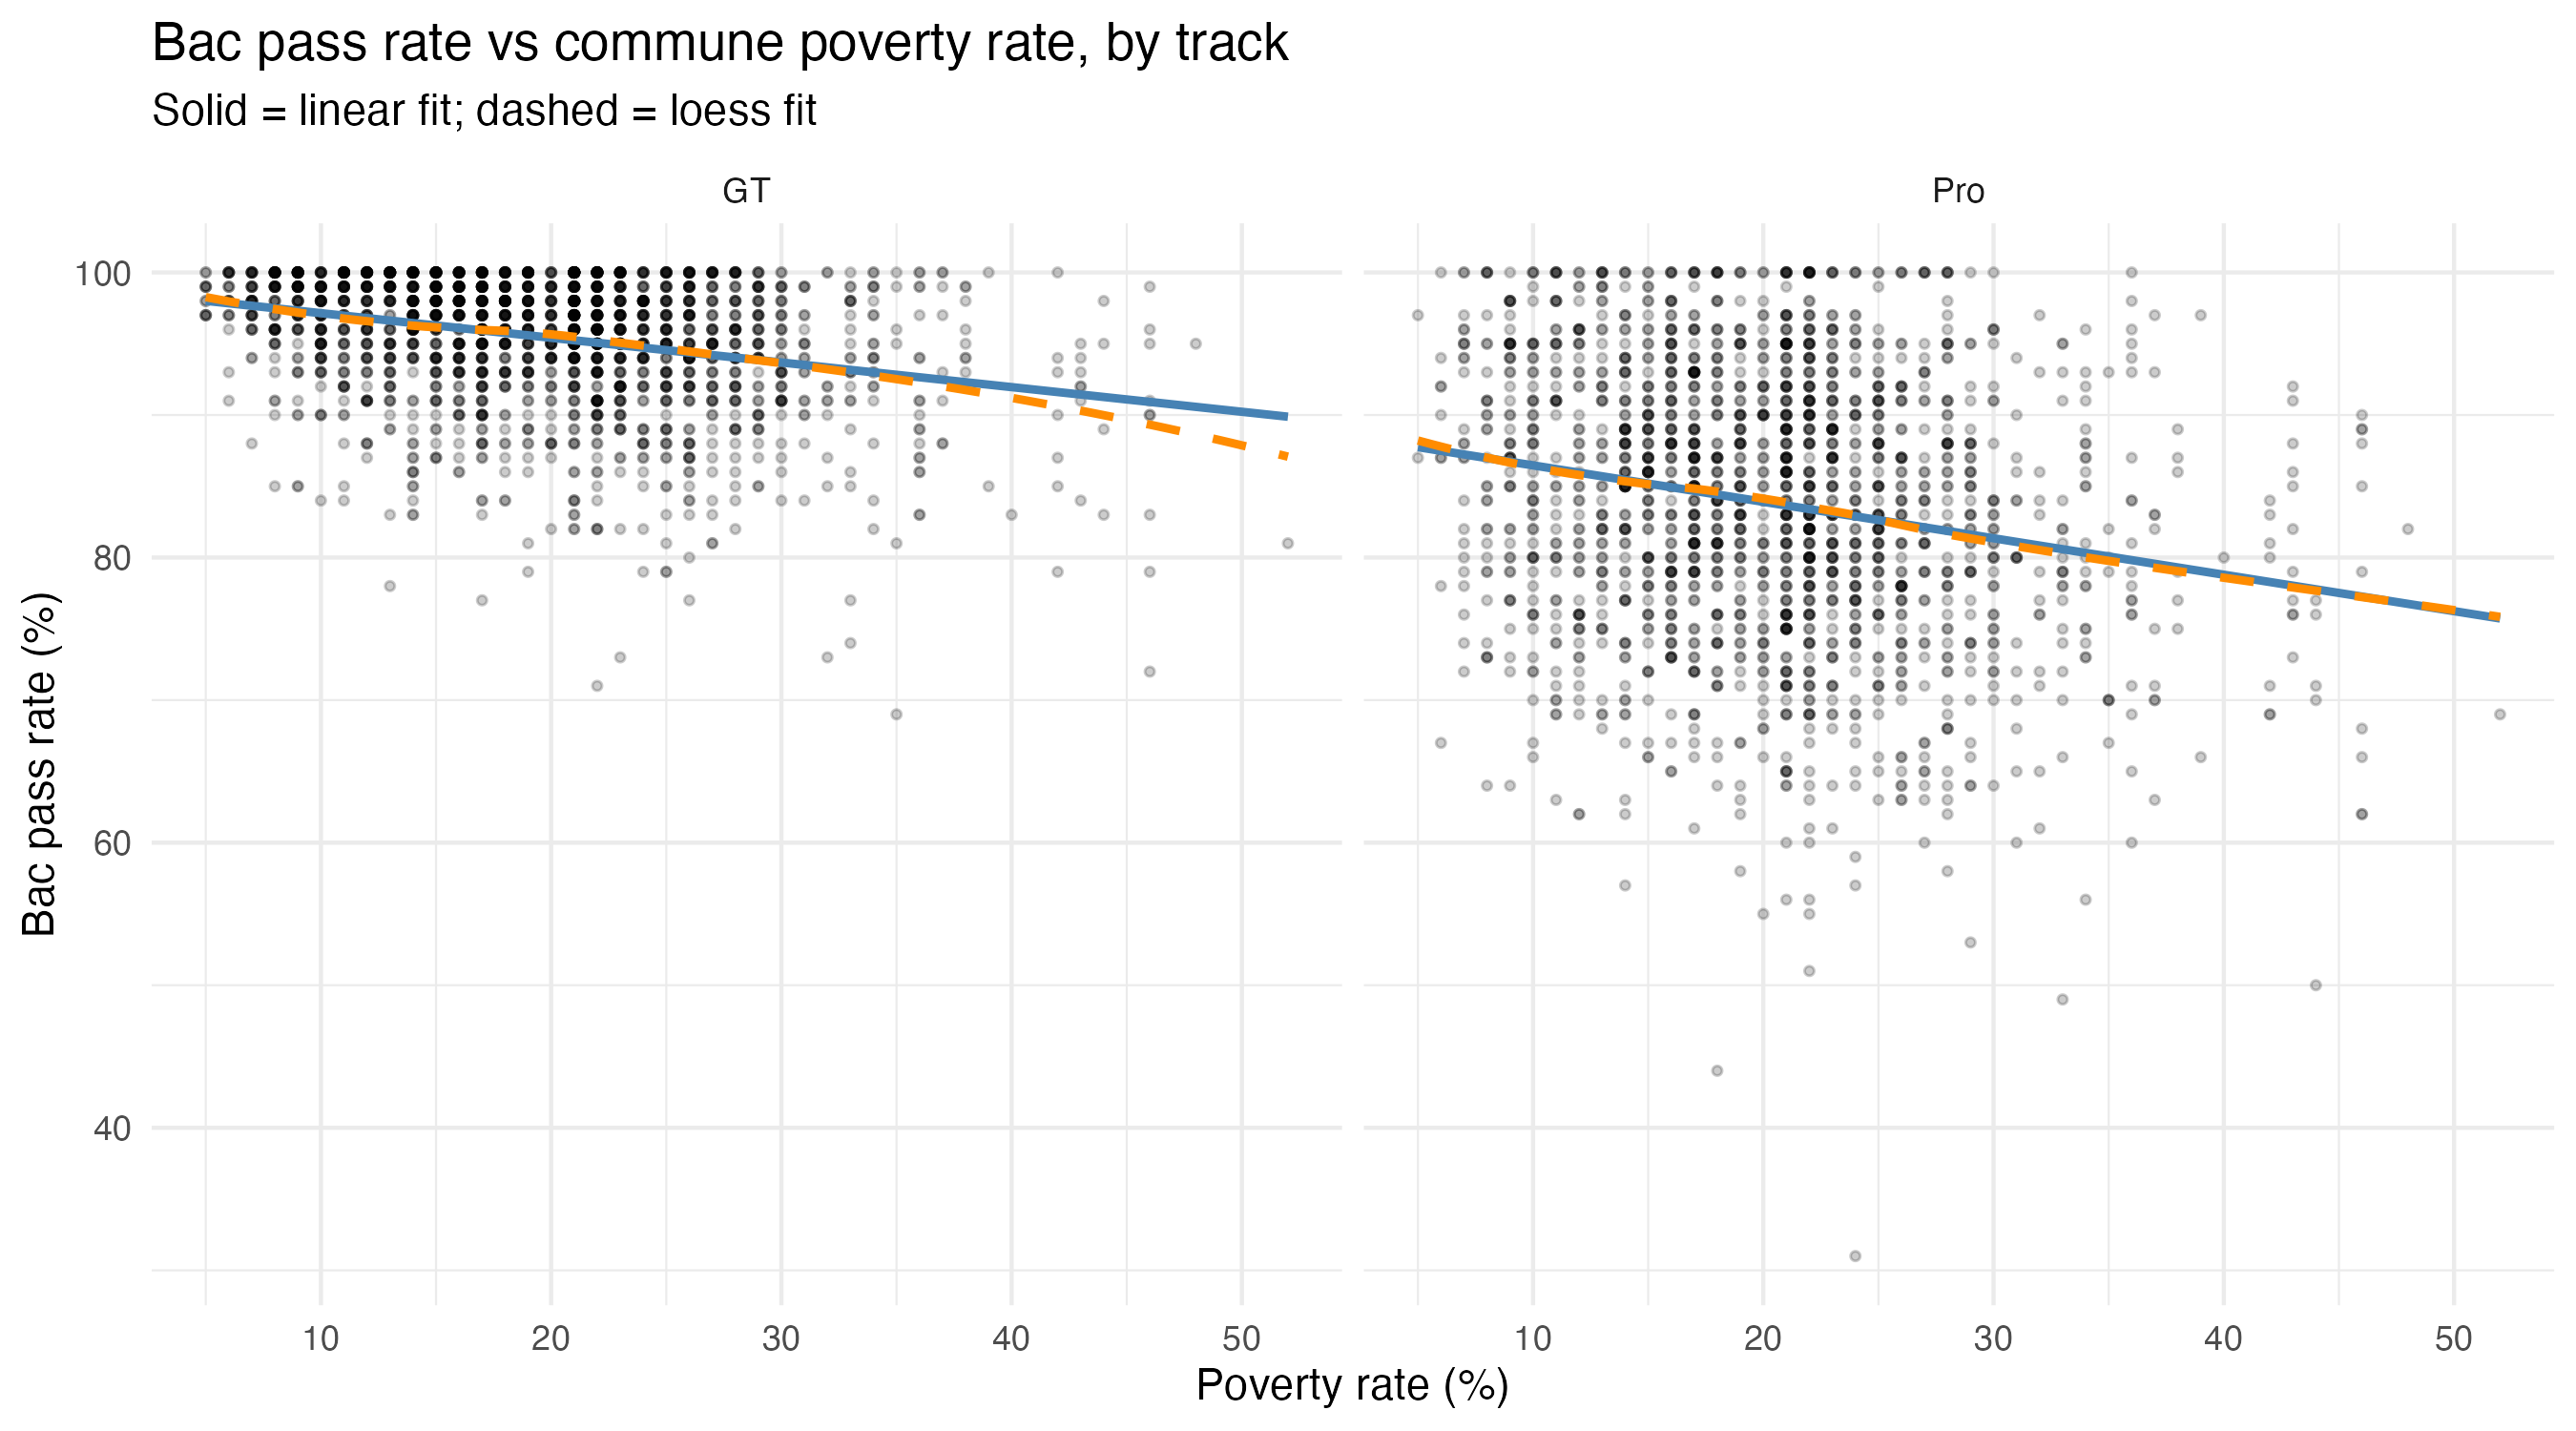 Bac pass rate vs commune poverty rate, by track
Solid = linear fit; dashed = loess fit
GT
Pro
Bac pass rate (%)
100
80
60
40
10 20 30 40 50
10 20 30 40 50
Poverty rate (%)